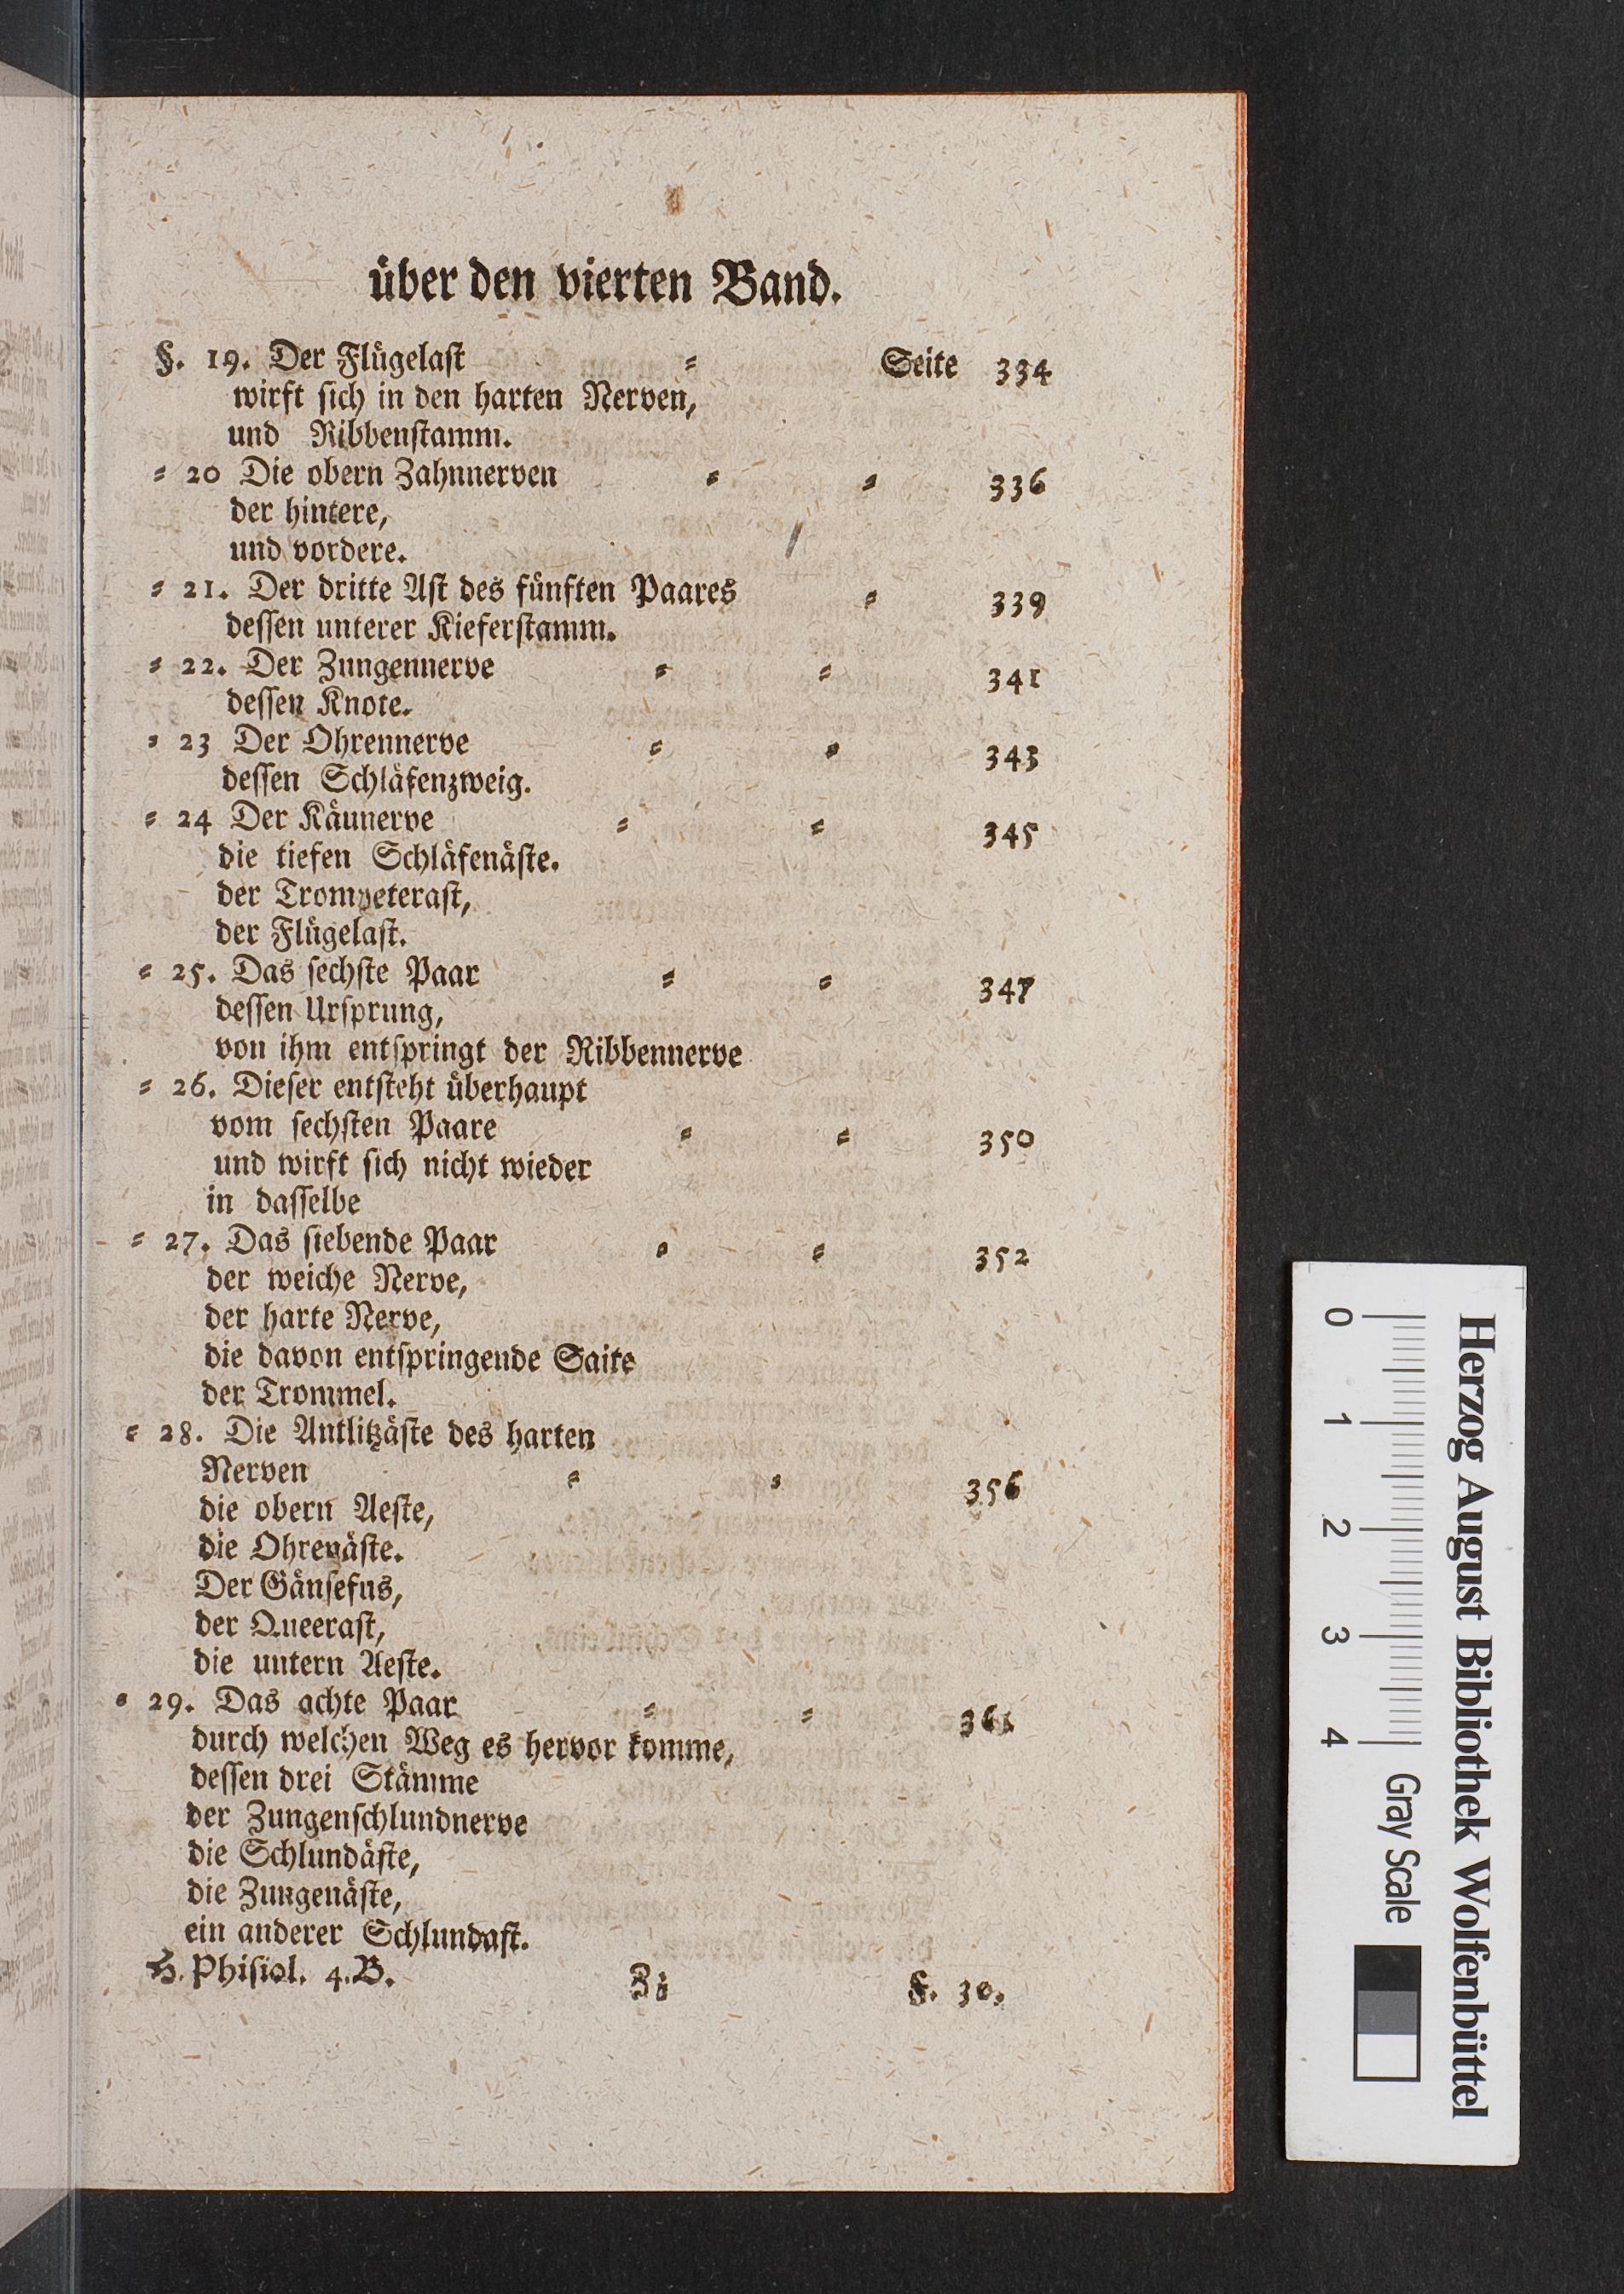 über den vierten Band.
§. 19. Der Flügelast = Seite 334
wirft sich in den harten Nerven,
und Ribbenstamm.
= 20 Die obern Zahnnerven = = 336
der hintere,
und vordere.
= 21. Der dritte Ast des fünften Paares = 339
dessen unterer Kieferstamm.
= 22. Der Zungennerve = = 341
dessen Knote.
= 23 Der Ohrennerve = = 343
dessen Schläfenzweig.
= 24 Der Käunerve = = 345
die tiefen Schläfenäste.
der Trompeterast,
der Flügelast.
= 25. Das sechste Paar = = 347
dessen Ursprung,
von ihm entspringt der Ribbennerve
= 26. Dieser entsteht überhaupt
vom sechsten Paare = = 350
und wirft sich nicht wieder
in dasselbe
= 27. Das siebende Paar = = 352
der weiche Nerve,
der harte Nerve,
die davon entspringende Saite
der Trommel.
= 28. Die Antlitzäste des harten
Nerven = = 356
die obern Aeste,
die Ohrenäste.
Der Gänsefus,
der Queerast,
die untern Aeste.
= 29. Das achte Paar = = 361
durch welchen Weg es hervor komme,
dessen drei Stämme
der Zungenschlundnerve
die Schlundäste,
die Zungenäste,
ein anderer Schlundast.
H. Phisiol. 4. B. Zz §. 30.
Herzog August Bibliothek Wolfenbüttel
0 1 2 3 4 Gray Scale